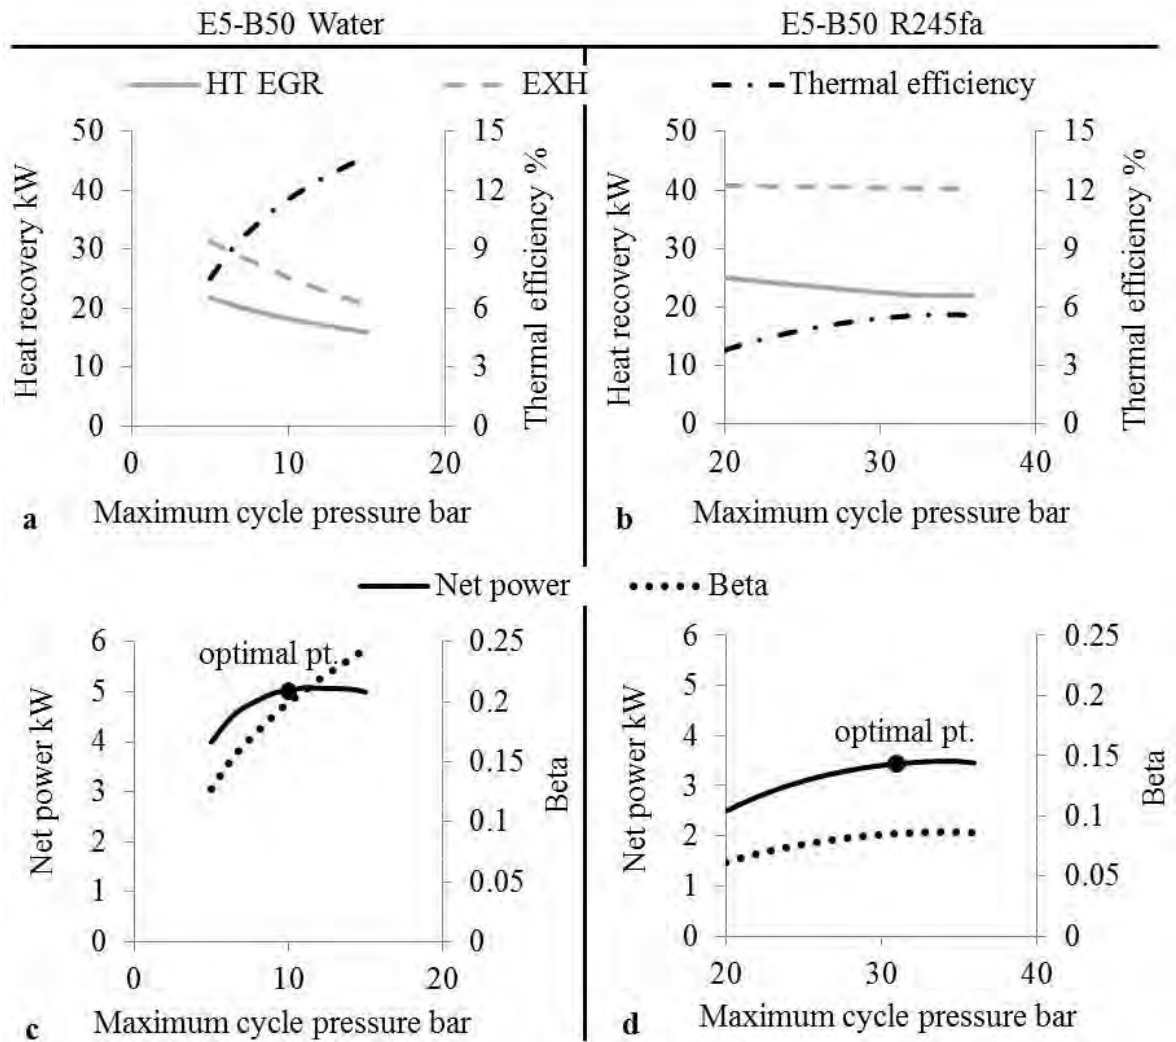 E5-B50 Water
E5-B50 R245fa
HT EGR
EXH
Thermal efficiency
Heat recovery kW
50
40
30
20
10
0
Thermal efficiency %
15
12
9
6
3
0
0
10
20
a
Maximum cycle pressure bar
Heat recovery kW
50
40
30
20
10
0
Thermal efficiency %
15
12
9
6
3
0
20
30
40
b
Maximum cycle pressure bar
Net power
Beta
Net power kW
6
5
4
3
2
1
0
optimal pt.
Beta
0.25
0.2
0.15
0.1
0.05
0
0
10
20
c
Maximum cycle pressure bar
Net power kW
6
5
4
3
2
1
0
optimal pt.
Beta
0.25
0.2
0.15
0.1
0.05
0
20
30
40
d
Maximum cycle pressure bar